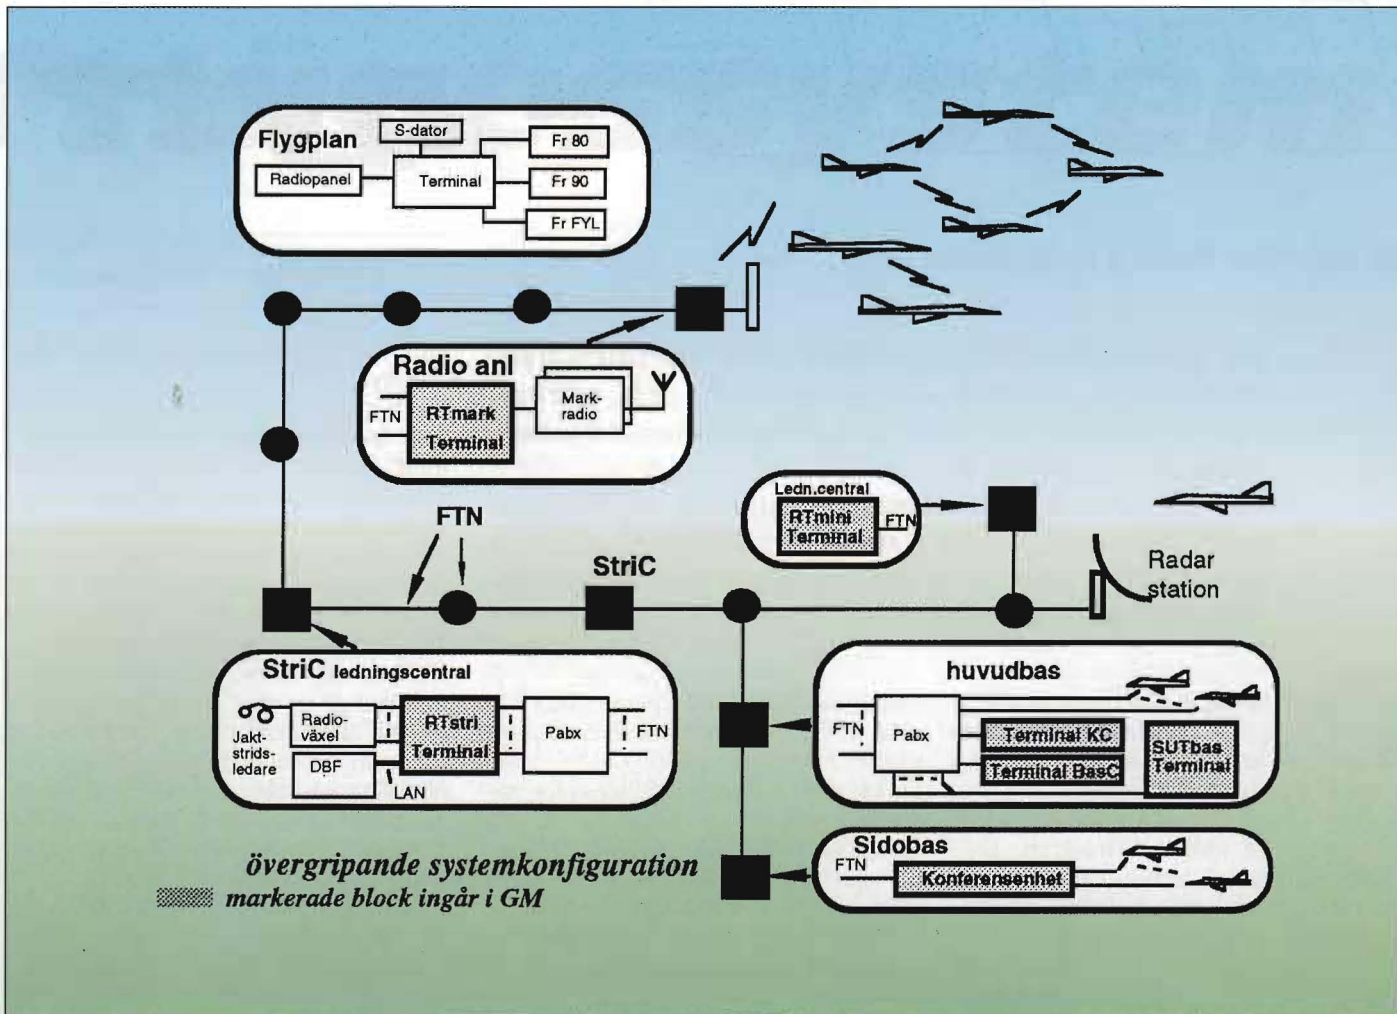 Flygplan
S-dator
Radiopanel
Terminal
Fr 80
Fr 90
Fr FYL
Radio anl
FTN
RTmark
Terminal
Mark-
radio
Ledn.central
RTmini
Terminal
FTN
FTN
StriC
Radar
station
StriC ledningscentral
Jakt-
strids-
ledare
Radio-
växel
DBF
LAN
RTstri
Terminal
Pabx
FTN
huvudbas
FTN
Pabx
Terminal KC
Terminal BasC
SUTbas
Terminal
Sidobas
FTN
Konferensenhet
övergripande systemkonfiguration
markerade block ingår i GM